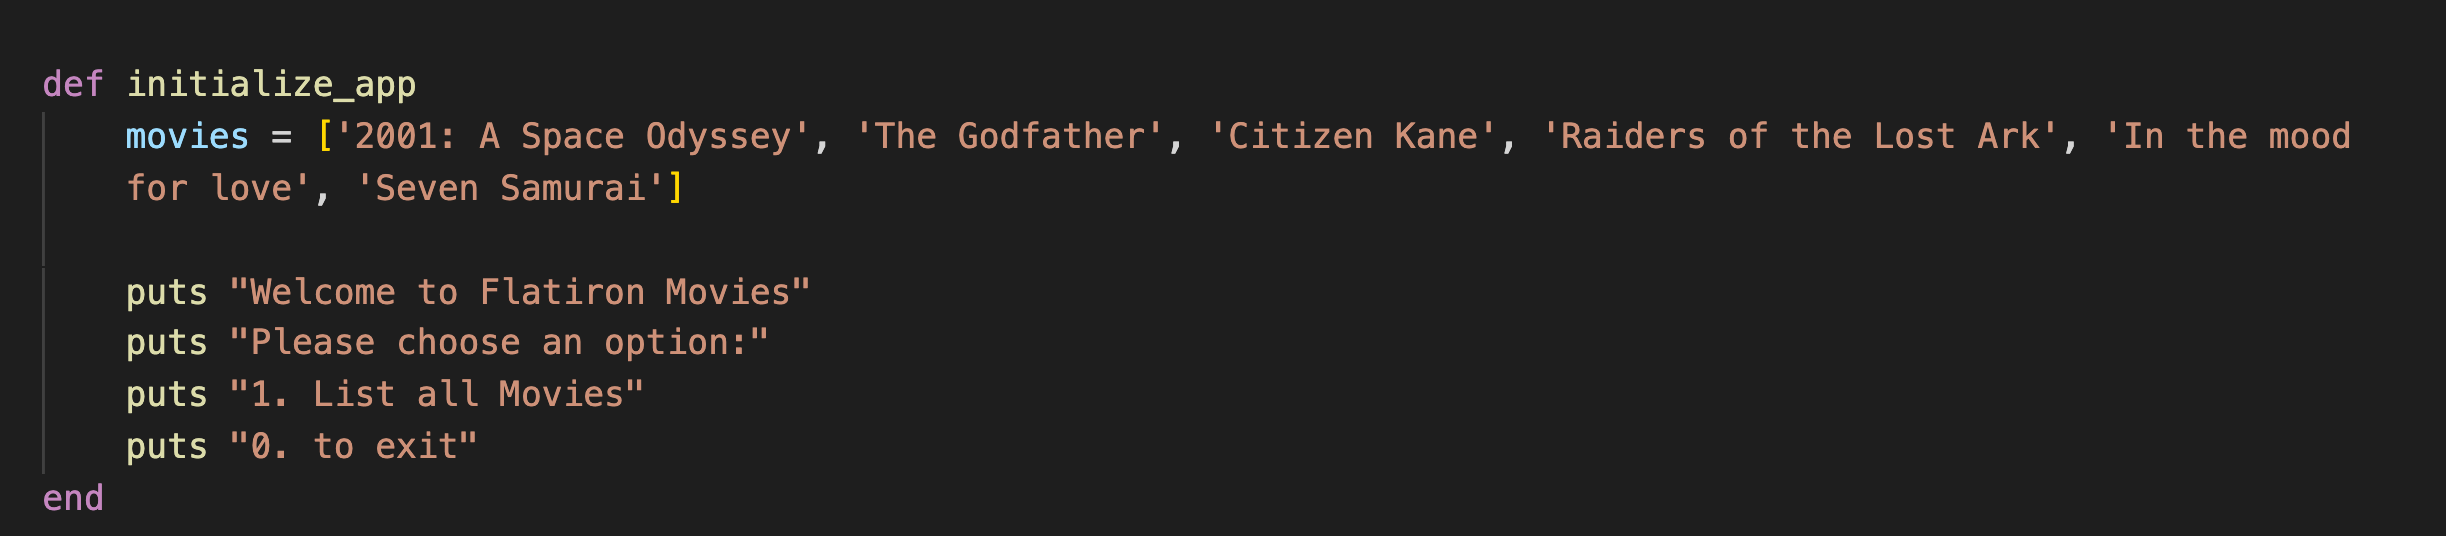 def initialize_app
movies = ['2001: A Space Odyssey', 'The Godfather', 'Citizen Kane', 'Raiders of the Lost Ark', 'In the mood
for love', 'Seven Samurai']
puts "Welcome to Flatiron Movies"
puts "Please choose an option:"
puts "1. List all Movies"
puts "0. to exit"
end